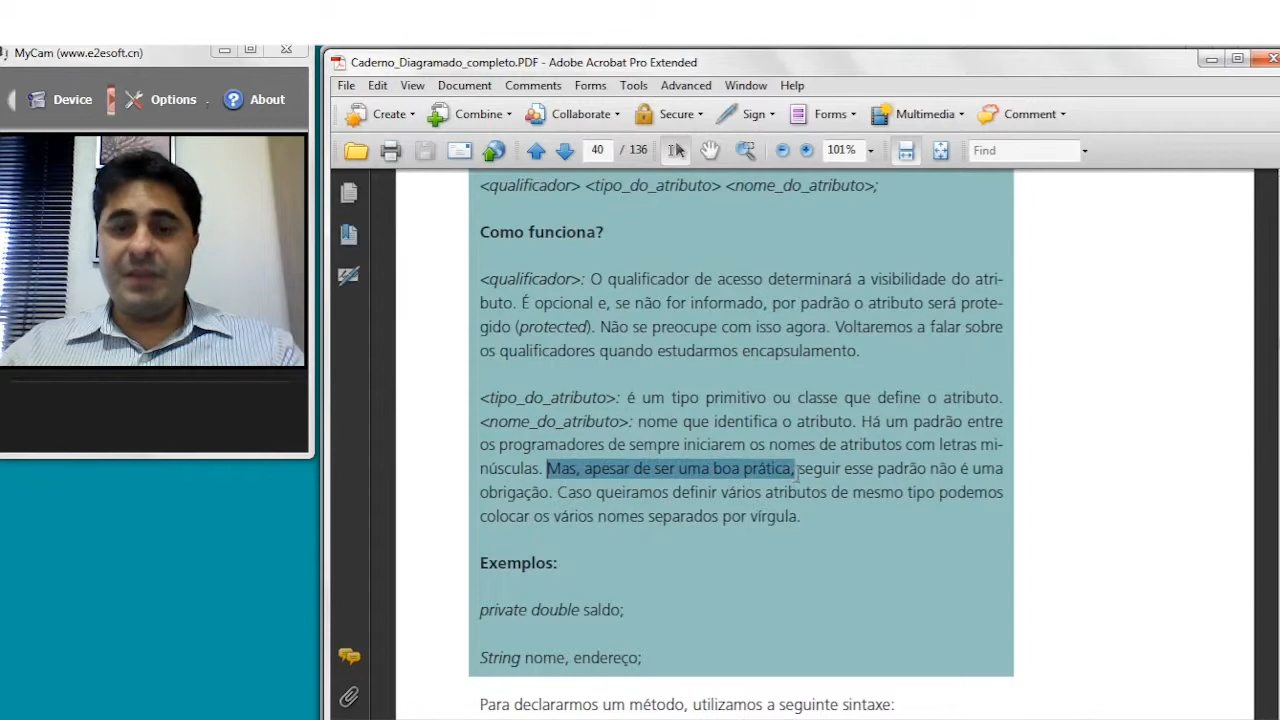 MyCam (www.e2esoft.cn)
Device
Options
About
Caderno_Diagramado_completo.PDF - Adobe Acrobat Pro Extended
File Edit View Document Comments Forms Tools Advanced Window Help
Create Combine Collaborate Secure Sign Forms Multimedia Comment
40 / 136 101% Find
<qualificador> <tipo_do_atributo> <nome_do_atributo>;
Como funciona?
<qualificador>: O qualificador de acesso determinará a visibilidade do atri-
buto. É opcional e, se não for informado, por padrão o atributo será prote-
gido (protected). Não se preocupe com isso agora. Voltaremos a falar sobre
os qualificadores quando estudarmos encapsulamento.
<tipo_do_atributo>: é um tipo primitivo ou classe que define o atributo.
<nome_do_atributo>: nome que identifica o atributo. Há um padrão entre
os programadores de sempre iniciarem os nomes de atributos com letras mi-
núsculas. Mas, apesar de ser uma boa prática, seguir esse padrão não é uma
obrigação. Caso queiramos definir vários atributos de mesmo tipo podemos
colocar os vários nomes separados por vírgula.
Exemplos:
private double saldo;
String nome, endereço;
Para declararmos um método, utilizamos a seguinte sintaxe: